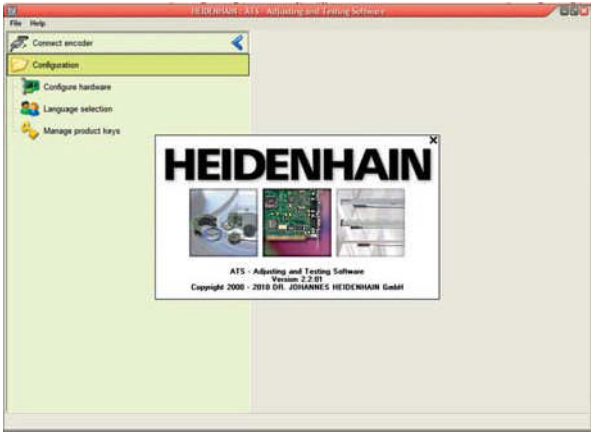 HEIDENHAIN : ATS - Adjusting and Testing Software
File Help
Connect encoder
Configuration
Configure hardware
Language selection
Manage product keys
HEIDENHAIN
ATS - Adjusting and Testing Software
Version 2.2.01
Copyright 2000 - 2010 DR. JOHANNES HEIDENHAIN GmbH